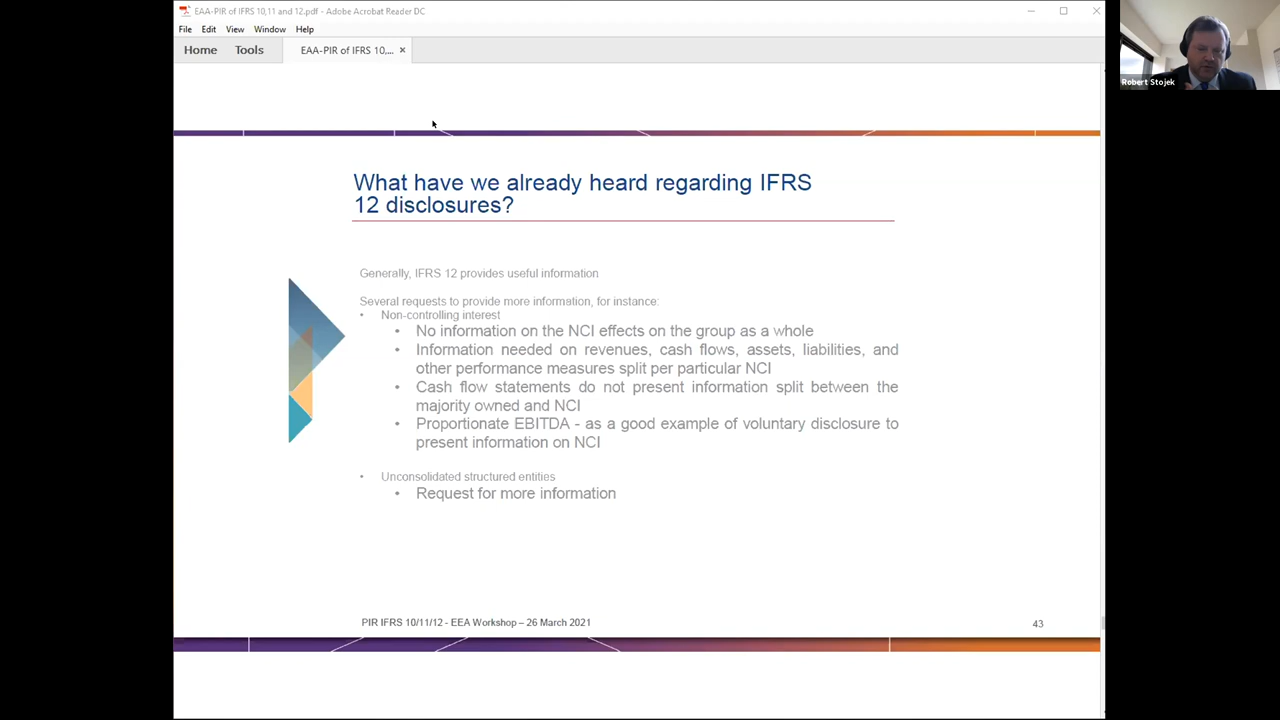 EAA-PIR of IFRS 10,11 and 12.pdf - Adobe Acrobat Reader DC
File Edit View Window Help
Home Tools EAA-PIR of IFRS 10,... ×
Robert Stojek
What have we already heard regarding IFRS
12 disclosures?
Generally, IFRS 12 provides useful information
Several requests to provide more information, for instance:
• Non-controlling interest
• No information on the NCI effects on the group as a whole
• Information needed on revenues, cash flows, assets, liabilities, and
other performance measures split per particular NCI
• Cash flow statements do not present information split between the
majority owned and NCI
• Proportionate EBITDA - as a good example of voluntary disclosure to
present information on NCI
• Unconsolidated structured entities
• Request for more information
PIR IFRS 10/11/12 - EEA Workshop – 26 March 2021
43